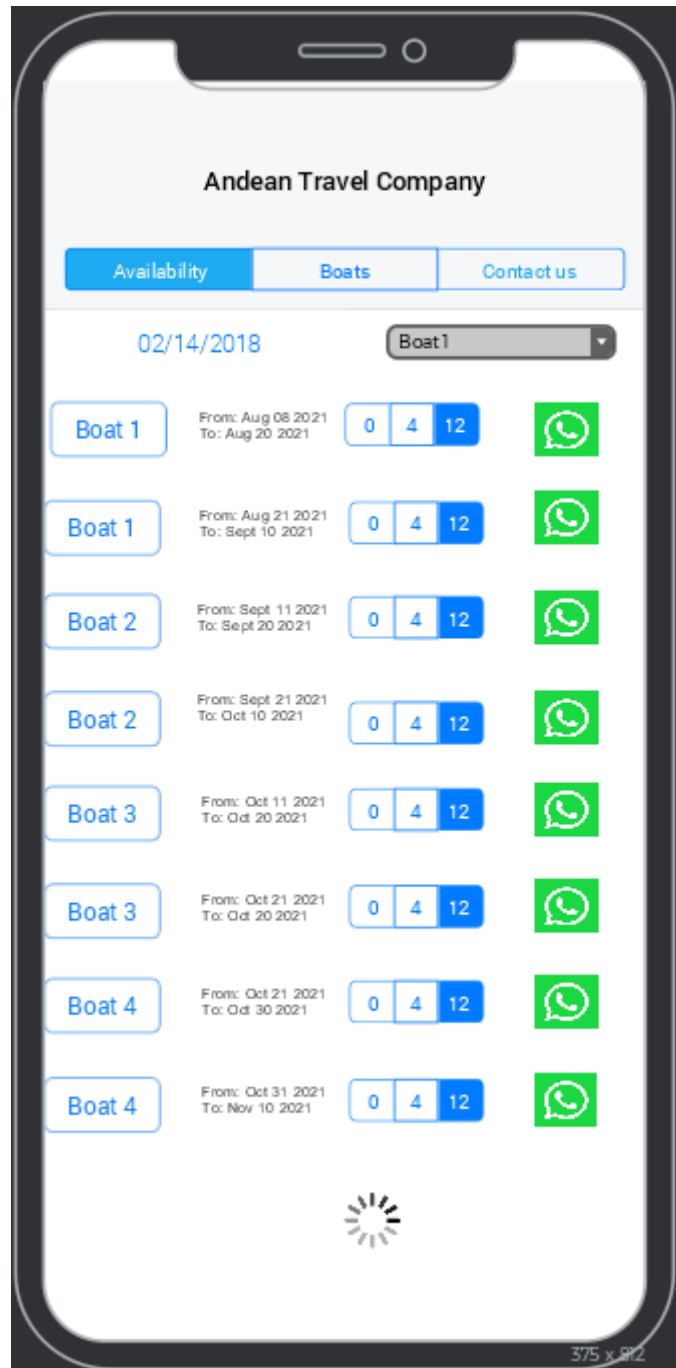 Andean Travel Company
Availability Boats Contact us
02/14/2018 Boat1
Boat 1 From: Aug 08 2021 0 4 12
To: Aug 20 2021
Boat 1 From: Aug 21 2021 0 4 12
To: Sept 10 2021
Boat 2 From: Sept 11 2021 0 4 12
To: Sept 20 2021
Boat 2 From: Sept 21 2021 0 4 12
To: Oct 10 2021
Boat 3 From: Oct 11 2021 0 4 12
To: Oct 20 2021
Boat 3 From: Oct 21 2021 0 4 12
To: Oct 20 2021
Boat 4 From: Oct 21 2021 0 4 12
To: Oct 30 2021
Boat 4 From: Oct 31 2021 0 4 12
To: Nov 10 2021
375 x 812